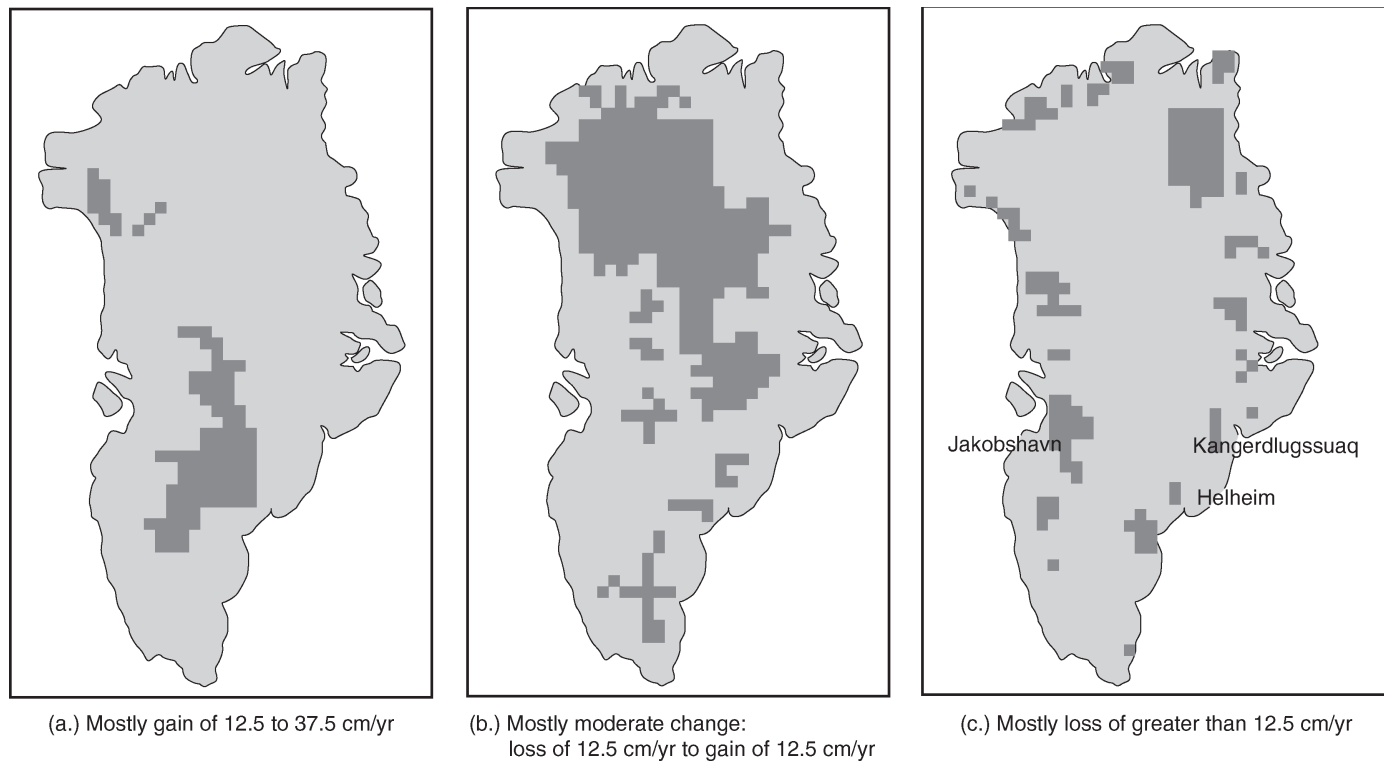 Jakobshavn
Kangerdlugssuaq
Helheim
(a.) Mostly gain of 12.5 to 37.5 cm/yr
(b.) Mostly moderate change:
loss of 12.5 cm/yr to gain of 12.5 cm/yr
(c.) Mostly loss of greater than 12.5 cm/yr